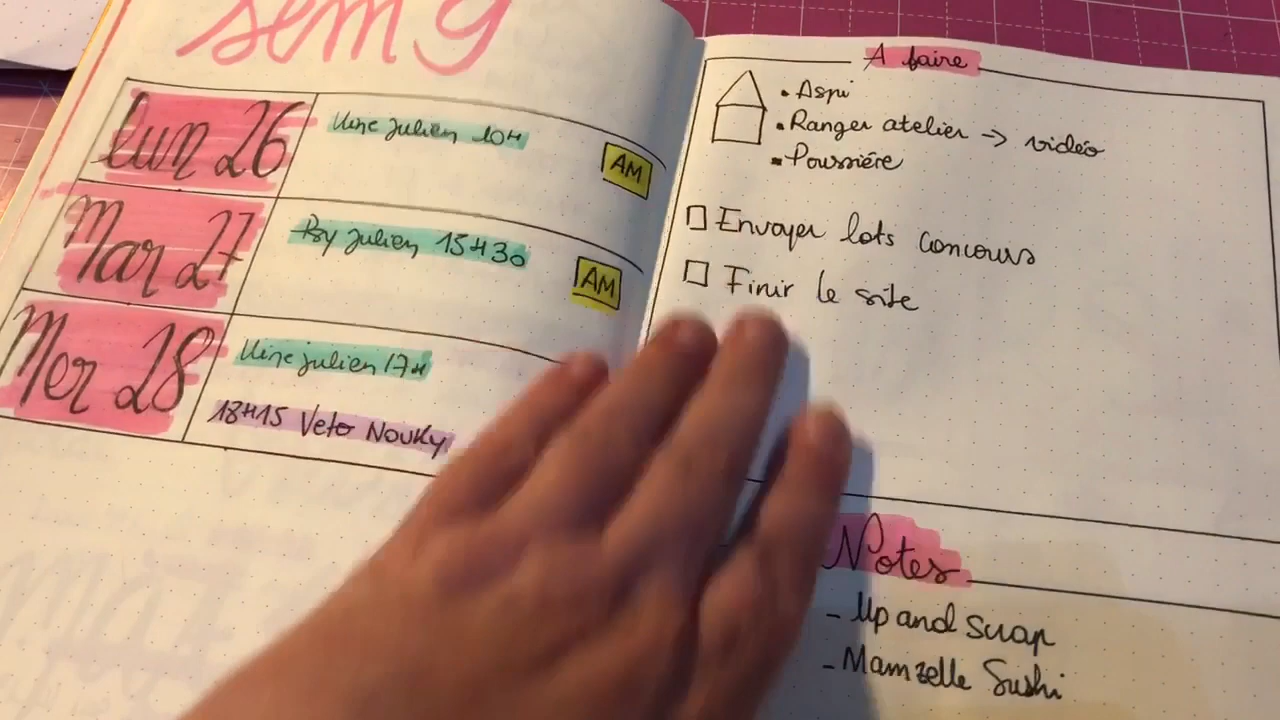 sem 9
Lun 26
Kiné julien 10H
AM
Mar 27
Psy julien 15H30
AM
Mer 28
Kiné julien 17H
18H15 Veto Nouky
A faire
• Aspi
• Ranger atelier -> vidéo
• Poussière
Envoyer lots concours
Finir le site
Notes
- Up and scrap
- Mamzelle Sushi